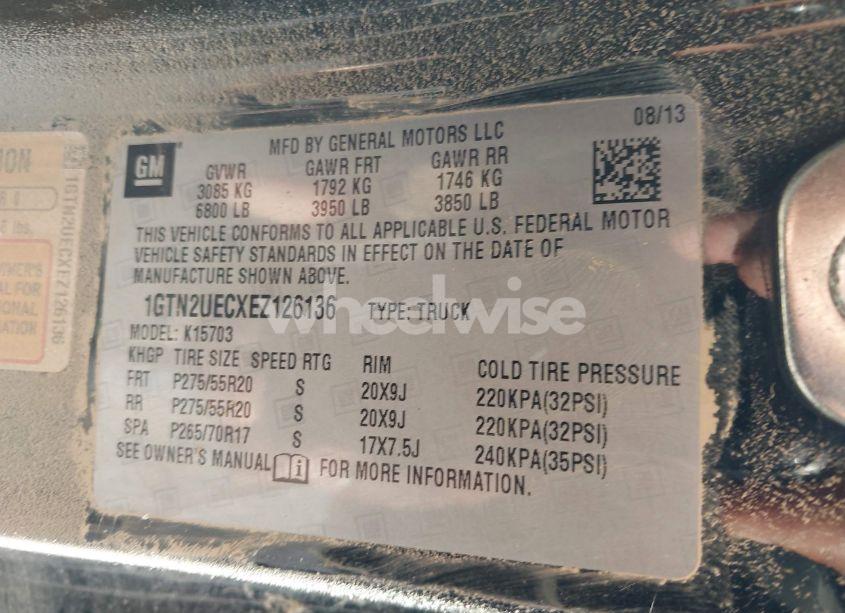 08/13
MFD BY GENERAL MOTORS LLC
GM
GVWR GAWR FRT GAWR RR
3085 KG 1792 KG 1746 KG
6800 LB 3950 LB 3850 LB
THIS VEHICLE CONFORMS TO ALL APPLICABLE U.S. FEDERAL MOTOR
VEHICLE SAFETY STANDARDS IN EFFECT ON THE DATE OF
MANUFACTURE SHOWN ABOVE.
1GTN2UECXEZ126136 TYPE: TRUCK
MODEL: K15703
KHGP TIRE SIZE SPEED RTG RIM COLD TIRE PRESSURE
FRT P275/55R20 S 20X9J 220KPA(32PSI)
RR P275/55R20 S 20X9J 220KPA(32PSI)
SPA P265/70R17 S 17X7.5J 240KPA(35PSI)
SEE OWNER'S MANUAL FOR MORE INFORMATION.
wheelwise
1GTN2UECXEZ126136
lbs.